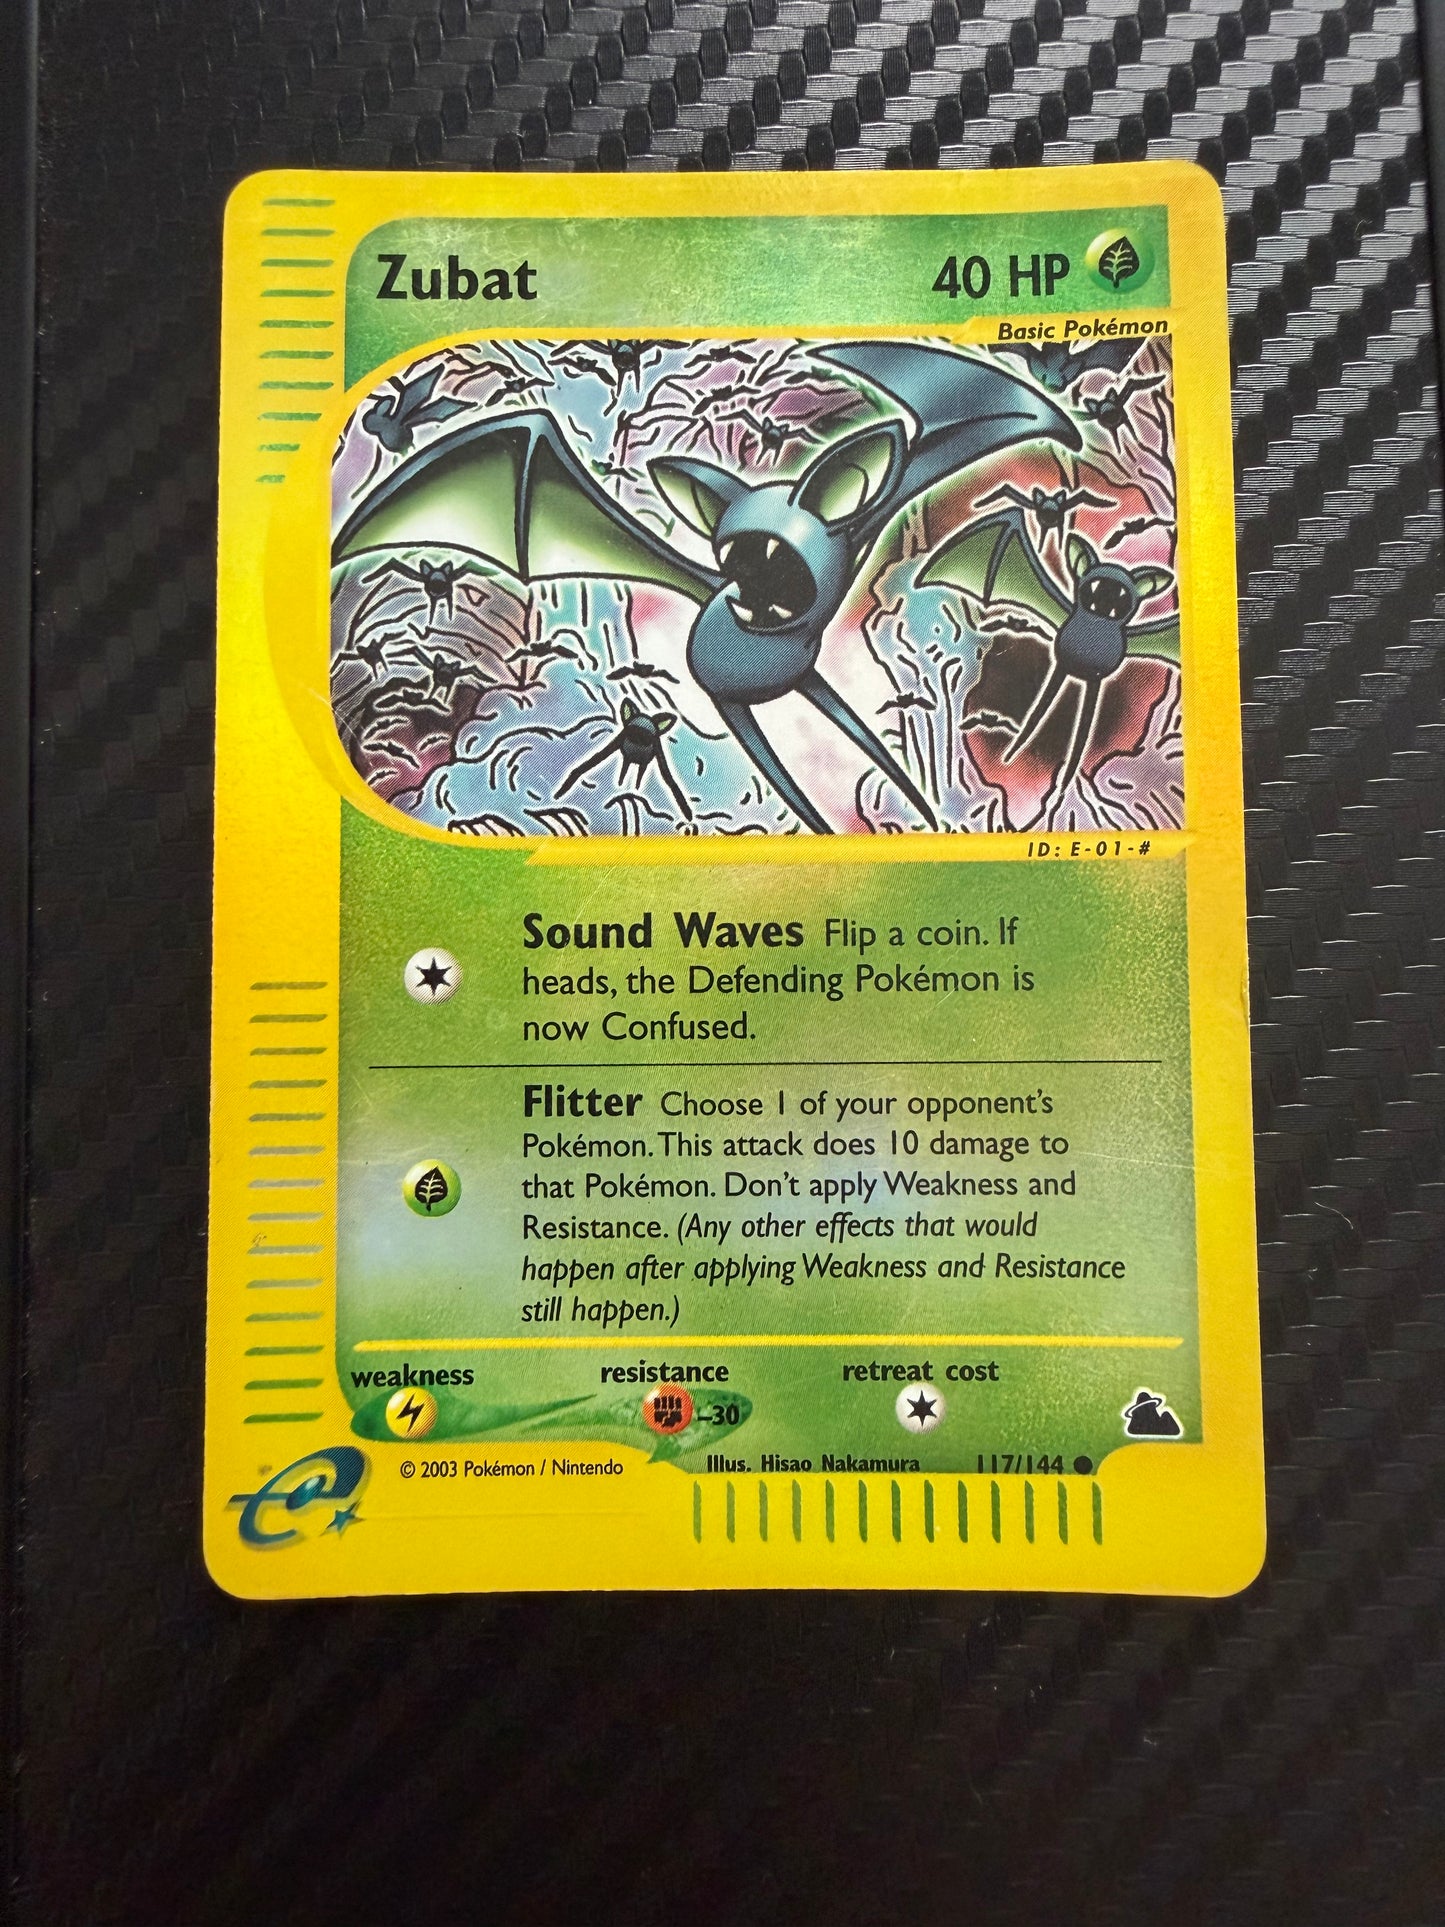 Zubat 40 HP
Basic Pokémon
ID: E-01-#
Sound Waves Flip a coin. If
heads, the Defending Pokémon is
now Confused.
Flitter Choose 1 of your opponent's
Pokémon. This attack does 10 damage to
that Pokémon. Don't apply Weakness and
Resistance. (Any other effects that would
happen after applying Weakness and Resistance
still happen.)
weakness resistance retreat cost
–30
© 2003 Pokémon / Nintendo Illus. Hisao Nakamura 117/144 ●
e